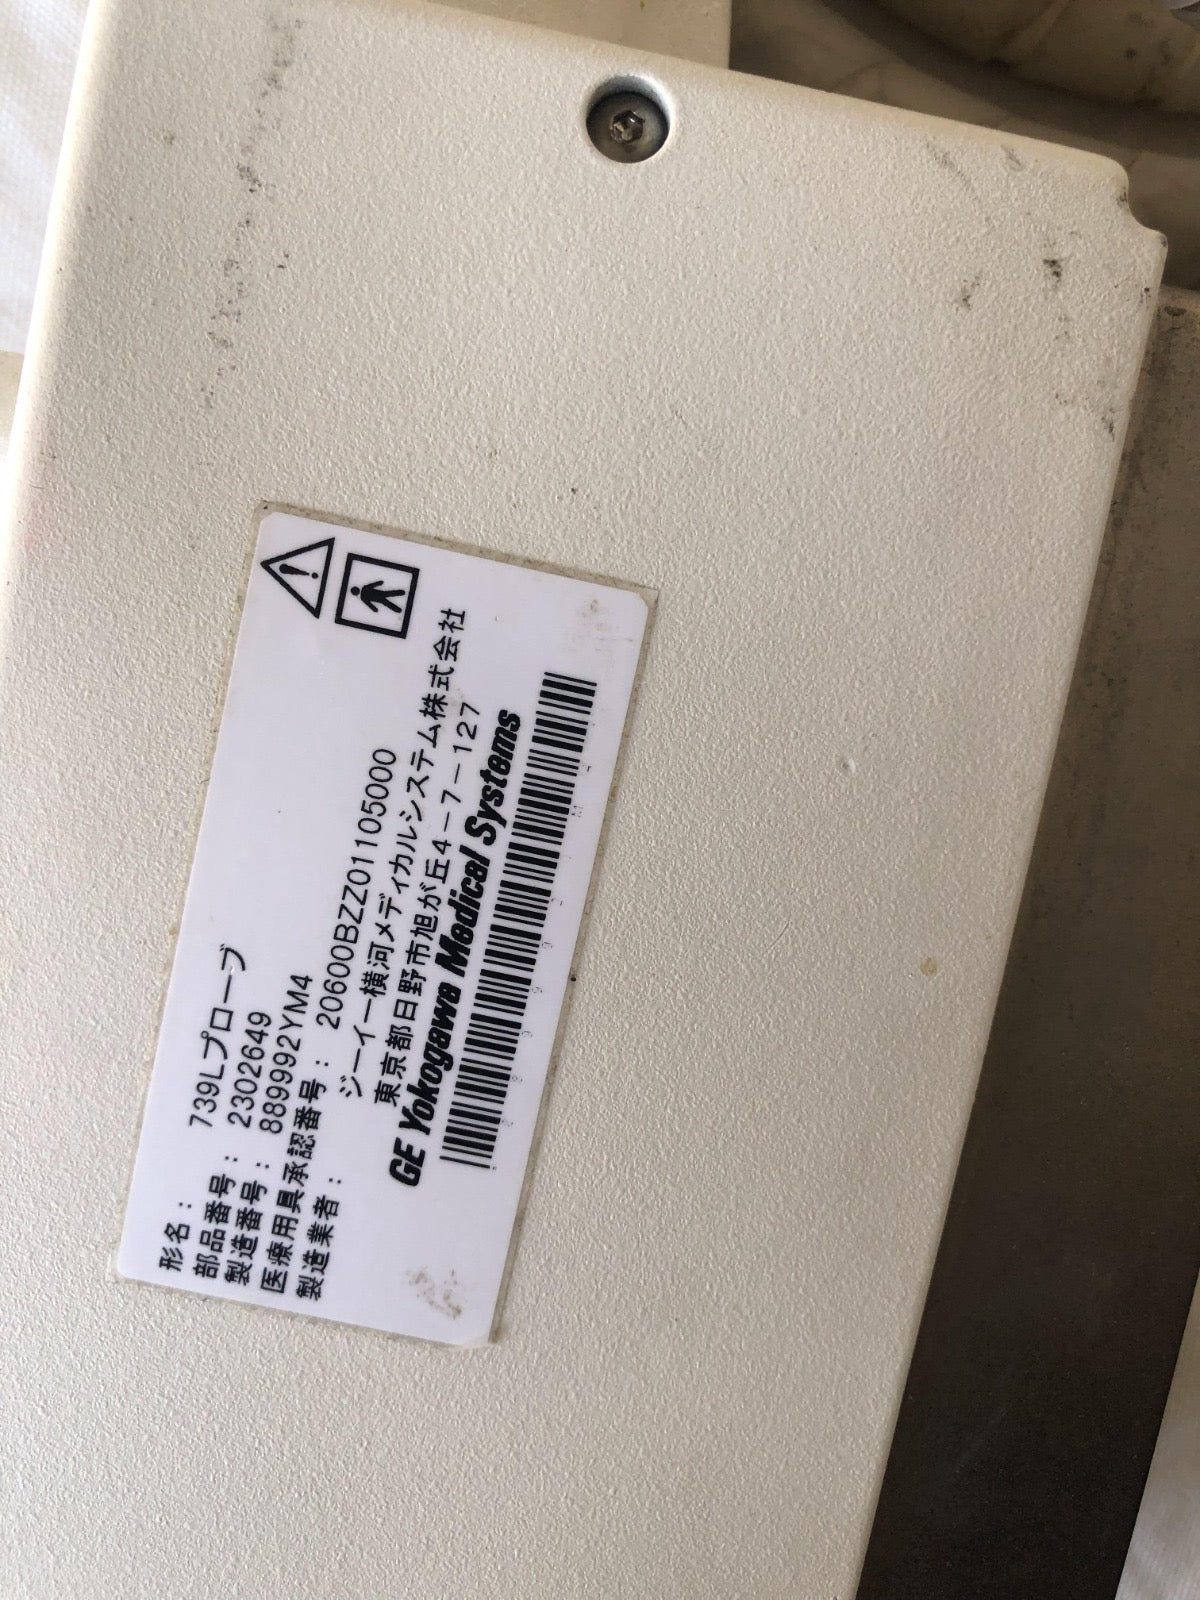 形名： 739Lプローブ
部品番号： 2302649
製造番号： 889992YM4
医療用具承認番号： 20600BZZ01105000
製造業者： ジーイー横河メディカルシステム株式会社
東京都日野市旭が丘4－7－127
GE Yokogawa Medical Systems